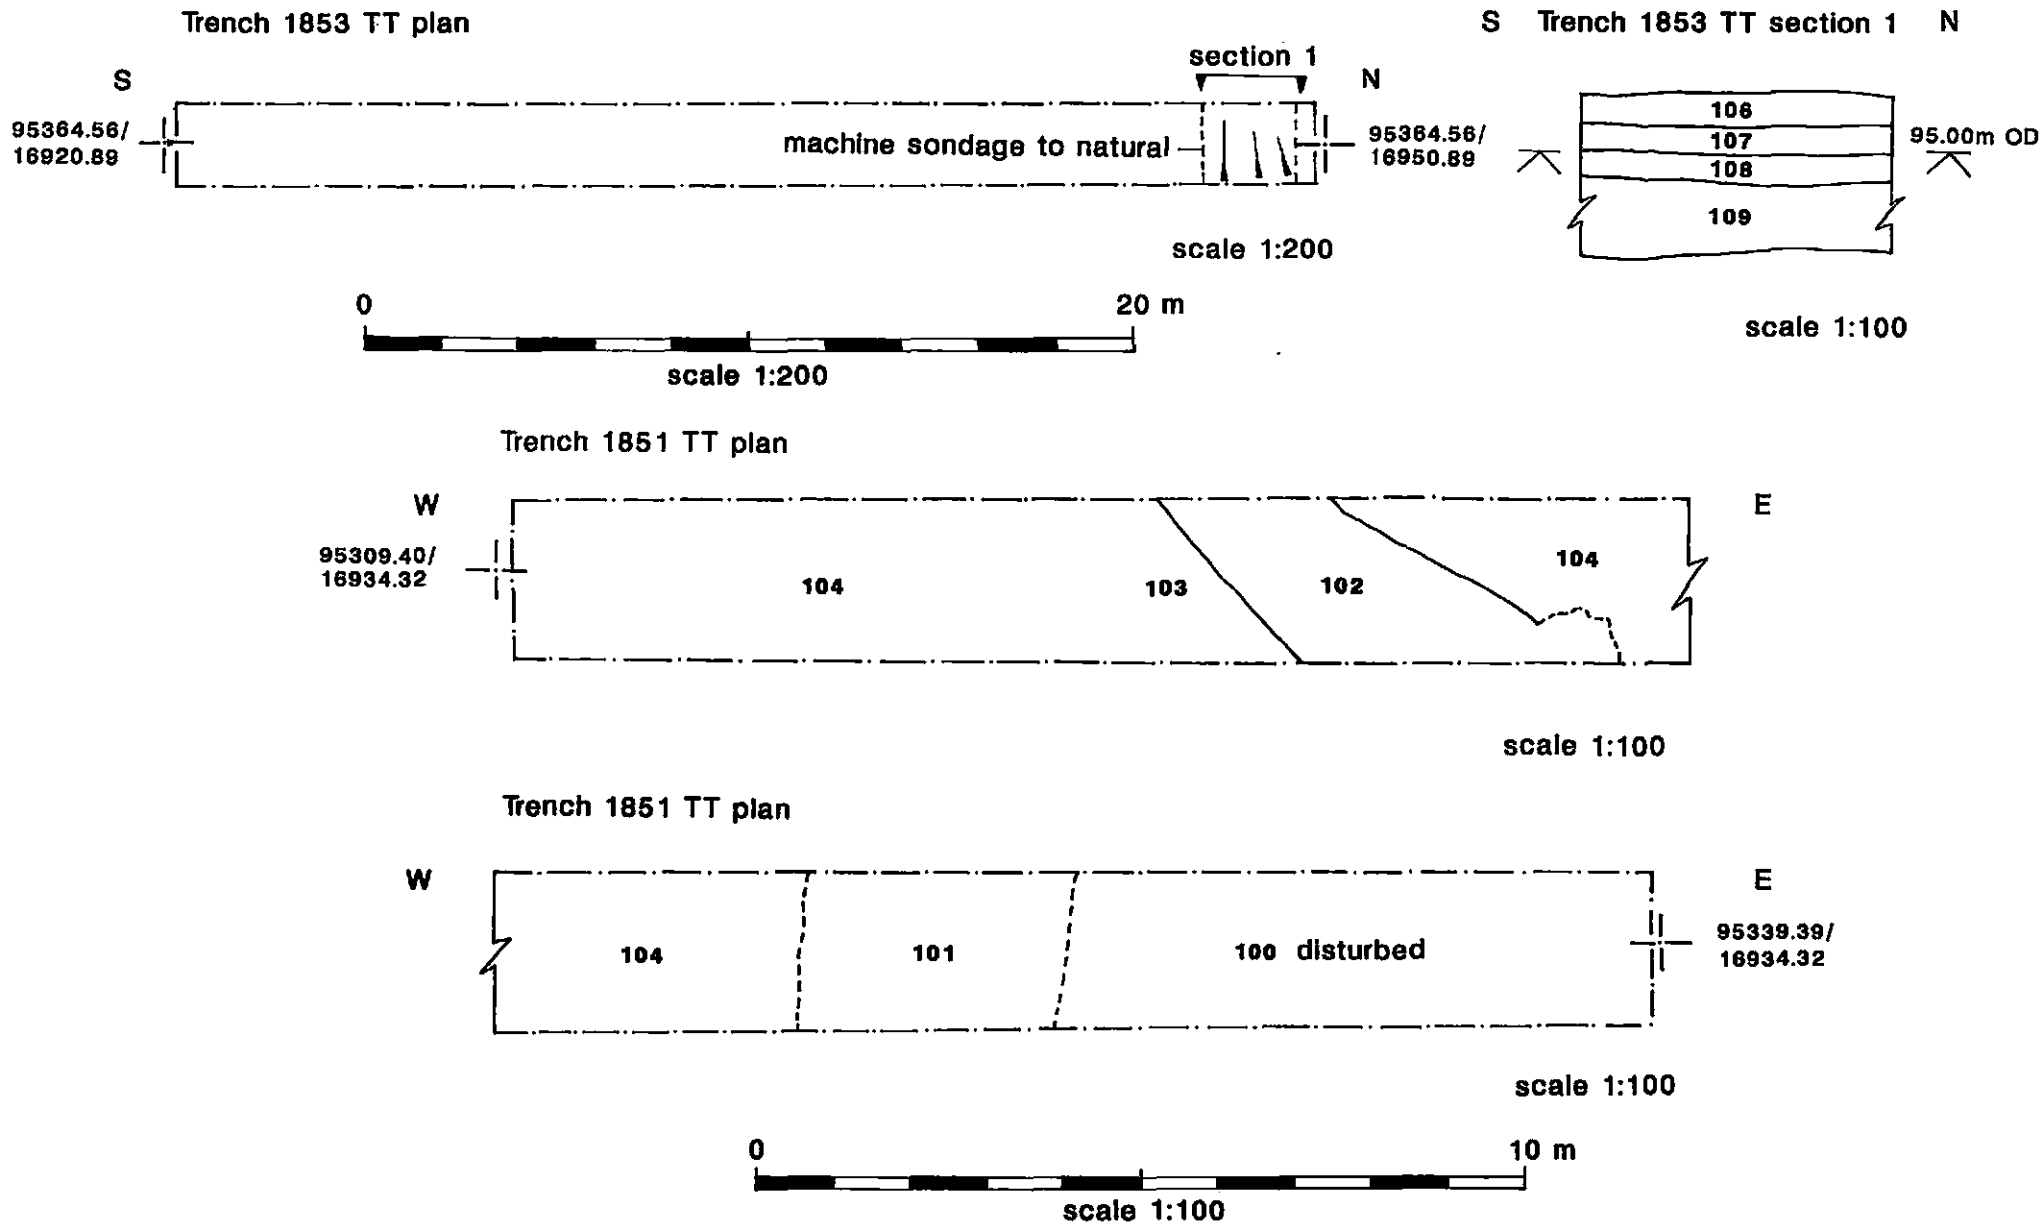 Trench 1853 TT plan
S Trench 1853 TT section 1 N
section 1
S
N
95364.56/
16920.89
machine sondage to natural
95364.56/
16950.89
106
107
108
109
95.00m OD
scale 1:200
scale 1:100
0 20 m
scale 1:200
Trench 1851 TT plan
W
E
95309.40/
16934.32
104
103
102
104
scale 1:100
Trench 1851 TT plan
W
E
104
101
100 disturbed
95339.39/
16934.32
scale 1:100
0 10 m
scale 1:100